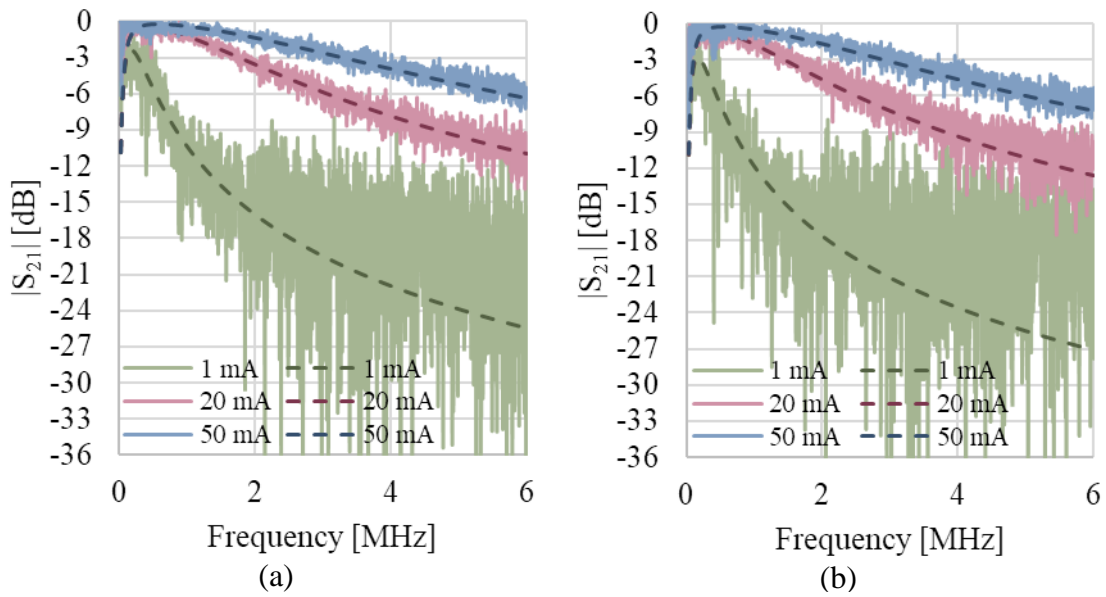 |S21| [dB]
0
-3
-6
-9
-12
-15
-18
-21
-24
-27
-30
-33
-36
1 mA 1 mA
20 mA 20 mA
50 mA 50 mA
0 2 4 6
Frequency [MHz]
(a)
|S21| [dB]
0
-3
-6
-9
-12
-15
-18
-21
-24
-27
-30
-33
-36
1 mA 1 mA
20 mA 20 mA
50 mA 50 mA
0 2 4 6
Frequency [MHz]
(b)